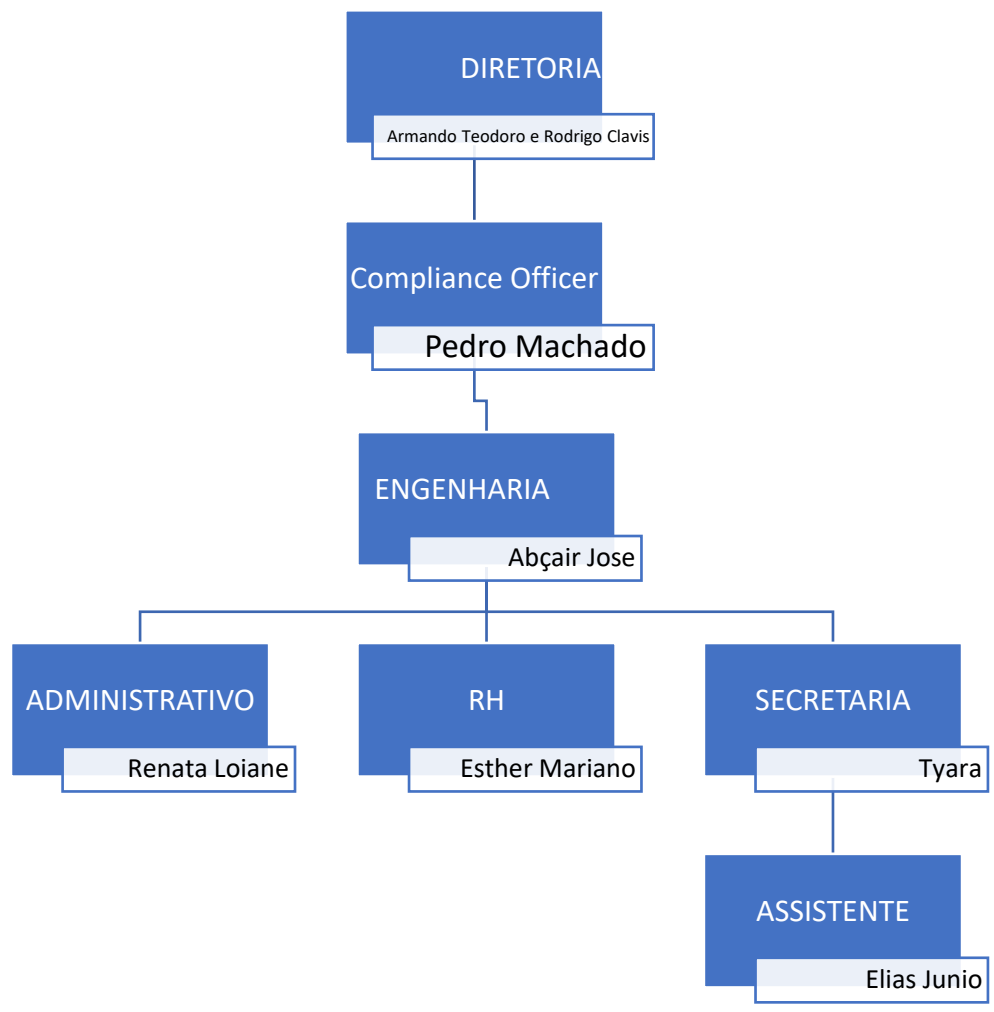 DIRETORIA
Armando Teodoro e Rodrigo Clavis
Compliance Officer
Pedro Machado
ENGENHARIA
Abçair Jose
ADMINISTRATIVO
Renata Loiane
RH
Esther Mariano
SECRETARIA
Tyara
ASSISTENTE
Elias Junio